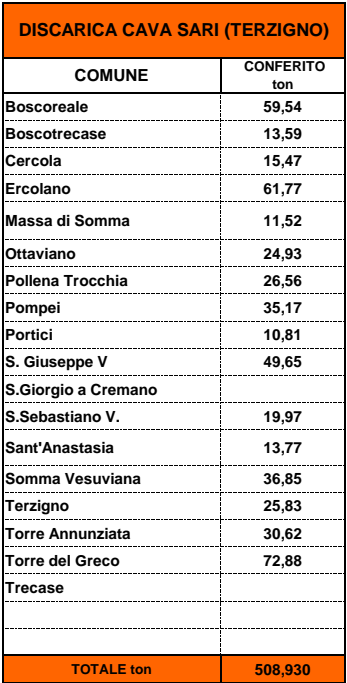 DISCARICA CAVA SARI (TERZIGNO)
COMUNE CONFERITO ton
Boscoreale 59,54
Boscotrecase 13,59
Cercola 15,47
Ercolano 61,77
Massa di Somma 11,52
Ottaviano 24,93
Pollena Trocchia 26,56
Pompei 35,17
Portici 10,81
S. Giuseppe V 49,65
S.Giorgio a Cremano
S.Sebastiano V. 19,97
Sant'Anastasia 13,77
Somma Vesuviana 36,85
Terzigno 25,83
Torre Annunziata 30,62
Torre del Greco 72,88
Trecase
TOTALE ton 508,930